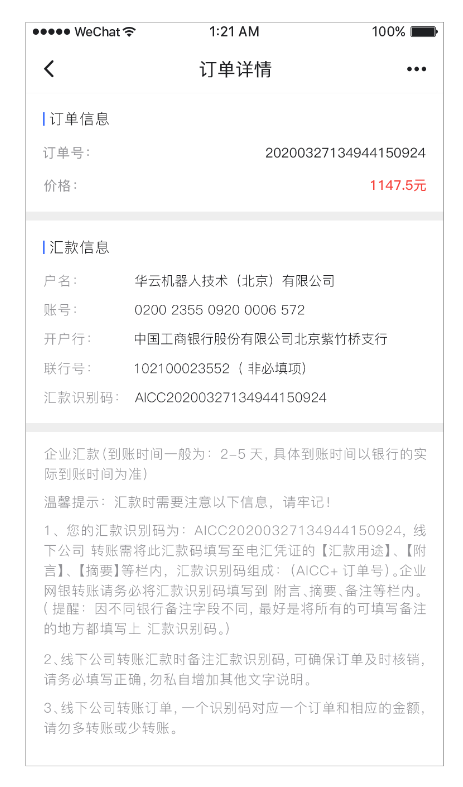 WeChat 1:21 AM 100%
订单详情
订单信息
订单号: 20200327134944150924
价格: 1147.5元
汇款信息
户名: 华云机器人技术（北京）有限公司
账号: 0200 2355 0920 0006 572
开户行: 中国工商银行股份有限公司北京紫竹桥支行
联行号: 102100023552（ 非必填项)
汇款识别码: AICC20200327134944150924
企业汇款(到账时间一般为: 2-5 天, 具体到账时间以银行的实
际到账时间为准)
温馨提示: 汇款时需要注意以下信息, 请牢记!
1、您的汇款识别码为: AICC20200327134944150924, 线
下公司 转账需将此汇款码填写至电汇凭证的【汇款用途】、【附
言】、【摘要】等栏内, 汇款识别码组成: (AICC+ 订单号)。企业
网银转账请务必将汇款识别码填写到 附言、摘要、备注等栏内。
( 提醒: 因不同银行备注字段不同, 最好是将所有的可填写备注
的地方都填写上 汇款识别码。)
2、线下公司转账汇款时备注汇款识别码, 可确保订单及时核销,
请务必填写正确, 勿私自增加其他文字说明。
3、线下公司转账订单, 一个识别码对应一个订单和相应的金额,
请勿多转账或少转账。